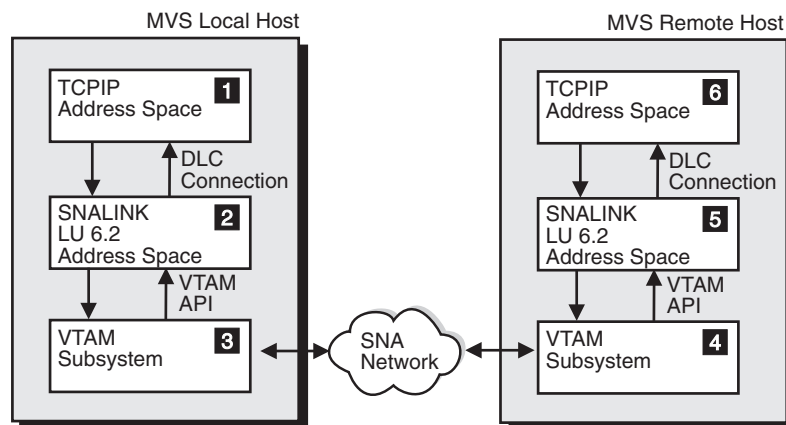 MVS Local Host
TCPIP 1
Address Space
DLC
Connection
SNALINK 2
LU 6.2
Address Space
VTAM
API
VTAM 3
Subsystem
SNA
Network
MVS Remote Host
TCPIP 6
Address Space
DLC
Connection
SNALINK 5
LU 6.2
Address Space
VTAM
API
VTAM 4
Subsystem